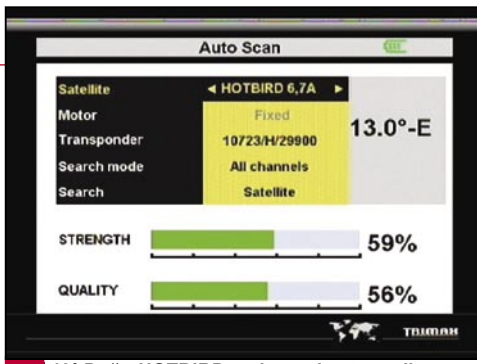 Auto Scan
Satellite ◄ HOTBIRD 6,7A ►
Motor Fixed
13.0°-E
Transponder 10723/H/29900
Search mode All channels
Search Satellite
STRENGTH 59%
QUALITY 56%
TRIMAX
HOTBIRD